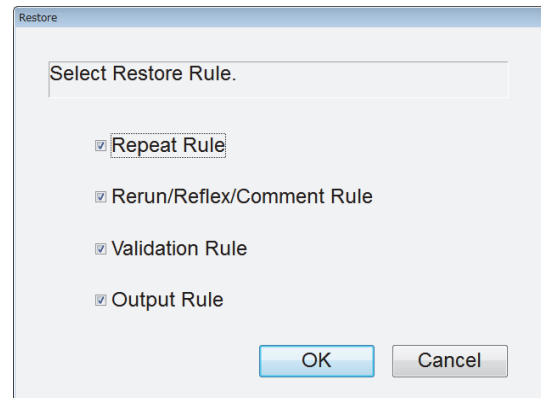 Restore
Select Restore Rule.
Repeat Rule
Rerun/Reflex/Comment Rule
Validation Rule
Output Rule
OK Cancel